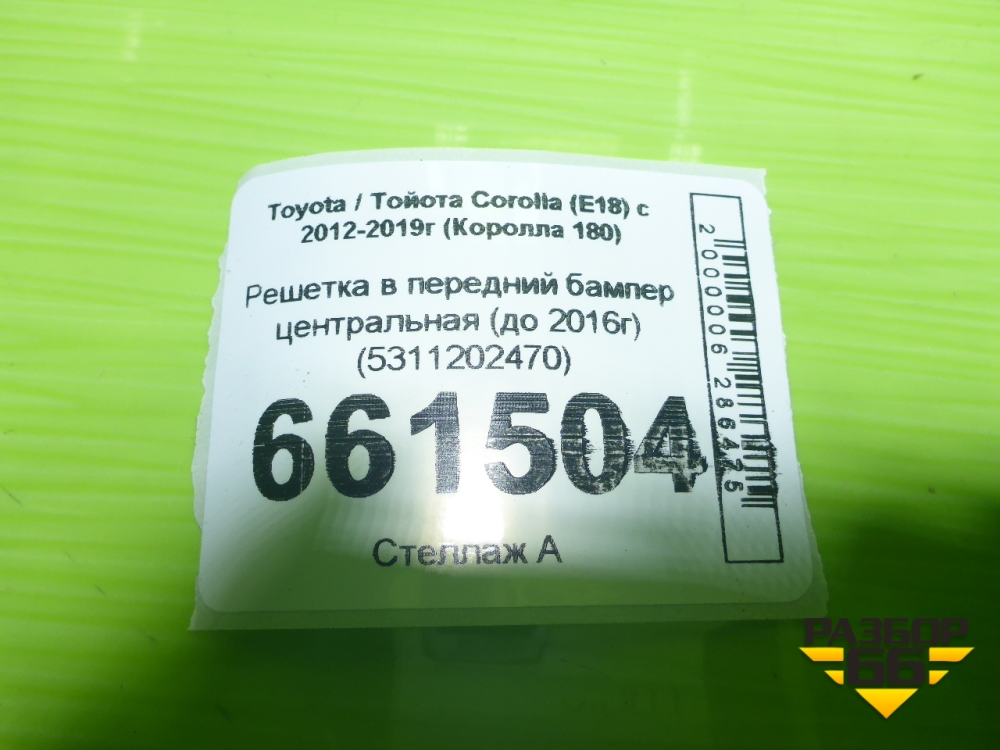 Toyota / Тойота Corolla (E18) с
2012-2019г (Королла 180)
Решетка в передний бампер
центральная (до 2016г)
(5311202470)
661504
Стеллаж А
2000006286425
РАЗБОР
66